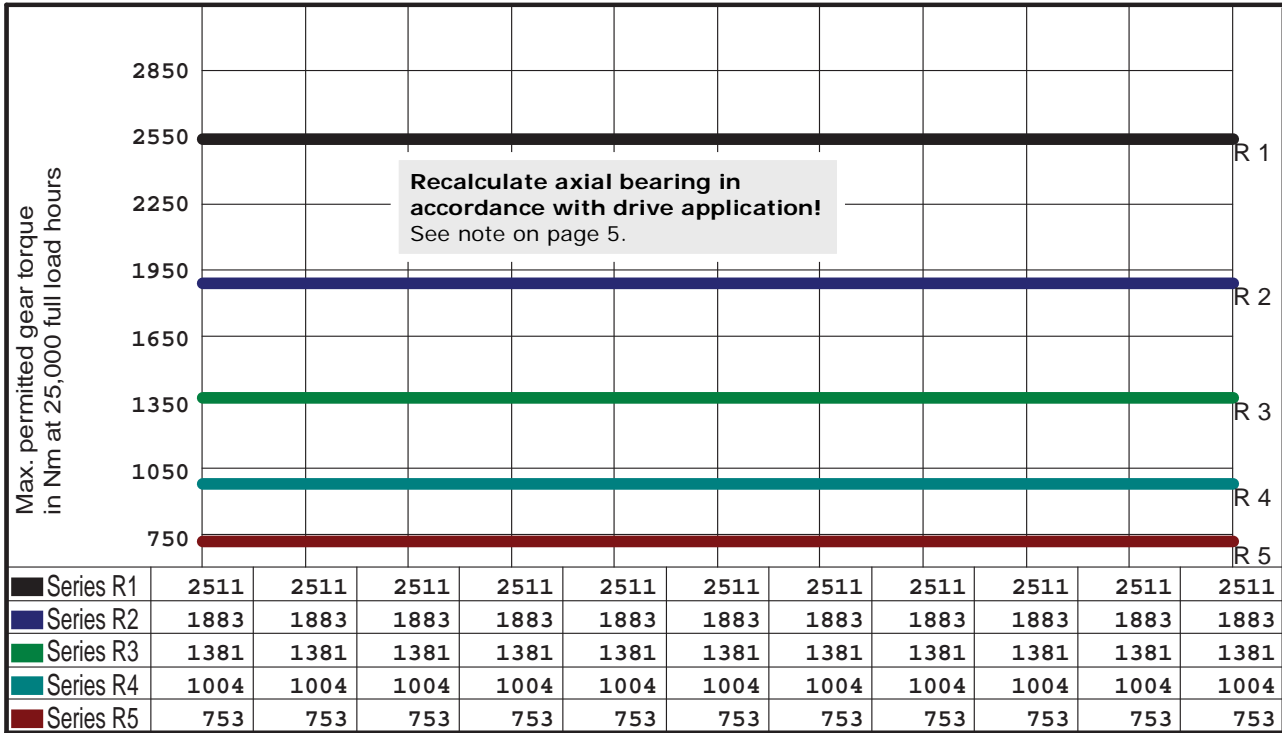 Max. permitted gear torque
in Nm at 25,000 full load hours
2850
2550
2250
1950
1650
1350
1050
750
Recalculate axial bearing in
accordance with drive application!
See note on page 5.
R 1
R 2
R 3
R 4
R 5
Series R1 2511 2511 2511 2511 2511 2511 2511 2511 2511 2511 2511
Series R2 1883 1883 1883 1883 1883 1883 1883 1883 1883 1883 1883
Series R3 1381 1381 1381 1381 1381 1381 1381 1381 1381 1381 1381
Series R4 1004 1004 1004 1004 1004 1004 1004 1004 1004 1004 1004
Series R5 753 753 753 753 753 753 753 753 753 753 753